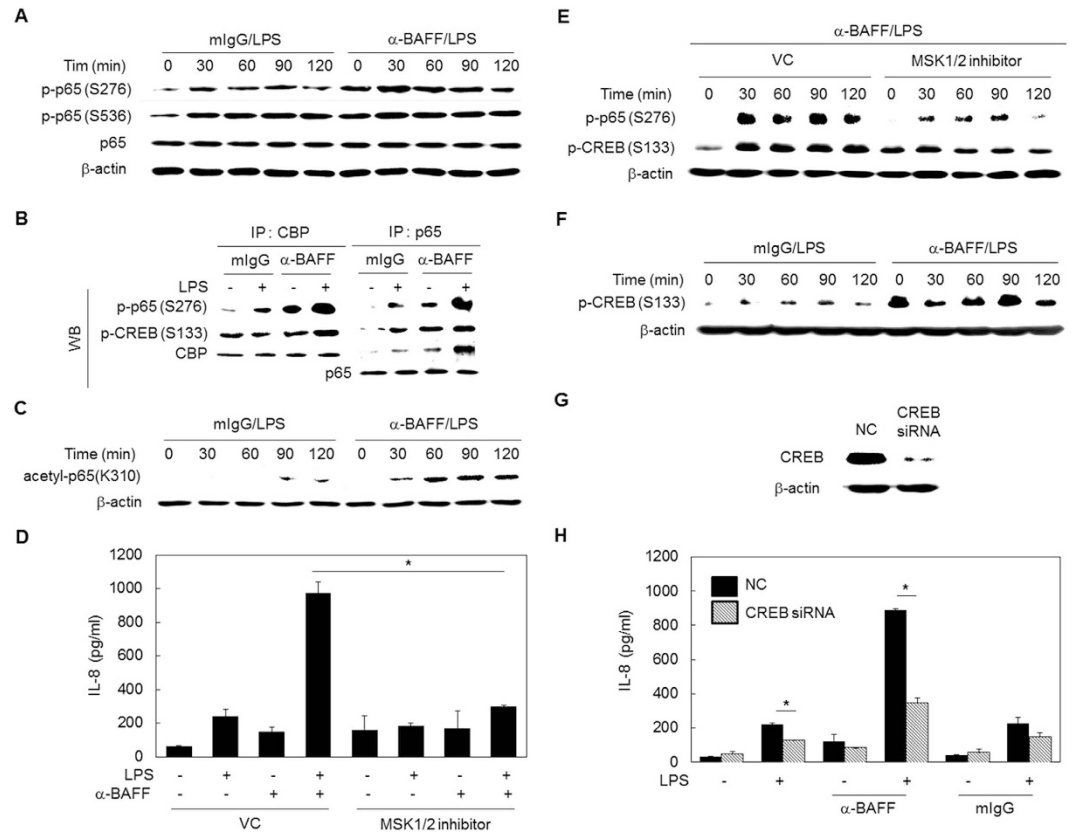 A
mIgG/LPS α-BAFF/LPS
Tim (min) 0 30 60 90 120 0 30 60 90 120
p-p65 (S276)
p-p65 (S536)
p65
β-actin
B
IP : CBP IP : p65
mIgG α-BAFF mIgG α-BAFF
LPS - + - + - + - +
WB
p-p65 (S276)
p-CREB (S133)
CBP
p65
C
mIgG/LPS α-BAFF/LPS
Time (min) 0 30 60 90 120 0 30 60 90 120
acetyl-p65(K310)
β-actin
D
1200
1000
800
600
400
200
0
IL-8 (pg/ml)
*
LPS - + - + - + - +
α-BAFF - - + + - - + +
VC MSK1/2 inhibitor
E
α-BAFF/LPS
VC MSK1/2 inhibitor
Time (min) 0 30 60 90 120 0 30 60 90 120
p-p65 (S276)
p-CREB (S133)
β-actin
F
mIgG/LPS α-BAFF/LPS
Time (min) 0 30 60 90 120 0 30 60 90 120
p-CREB (S133)
β-actin
G
NC CREB
siRNA
CREB
β-actin
H
1200
1000
800
600
400
200
0
IL-8 (pg/ml)
NC
CREB siRNA
* *
LPS - + - + - +
α-BAFF mIgG